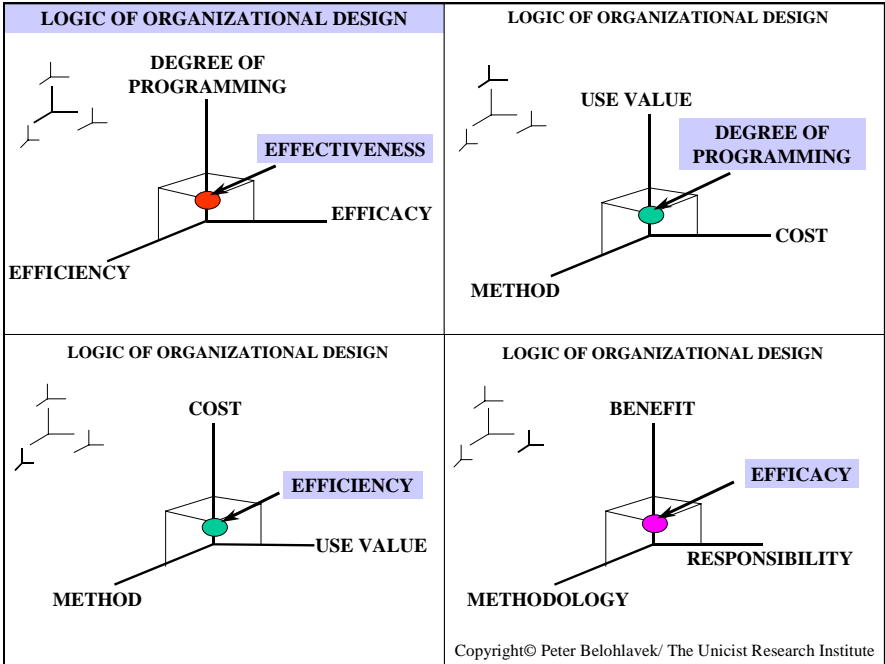 LOGIC OF ORGANIZATIONAL DESIGN
DEGREE OF
PROGRAMMING
EFFECTIVENESS
EFFICACY
EFFICIENCY
LOGIC OF ORGANIZATIONAL DESIGN
USE VALUE
DEGREE OF
PROGRAMMING
COST
METHOD
LOGIC OF ORGANIZATIONAL DESIGN
COST
EFFICIENCY
USE VALUE
METHOD
LOGIC OF ORGANIZATIONAL DESIGN
BENEFIT
EFFICACY
RESPONSIBILITY
METHODOLOGY
Copyright© Peter Belohlavek/ The Unicist Research Institute